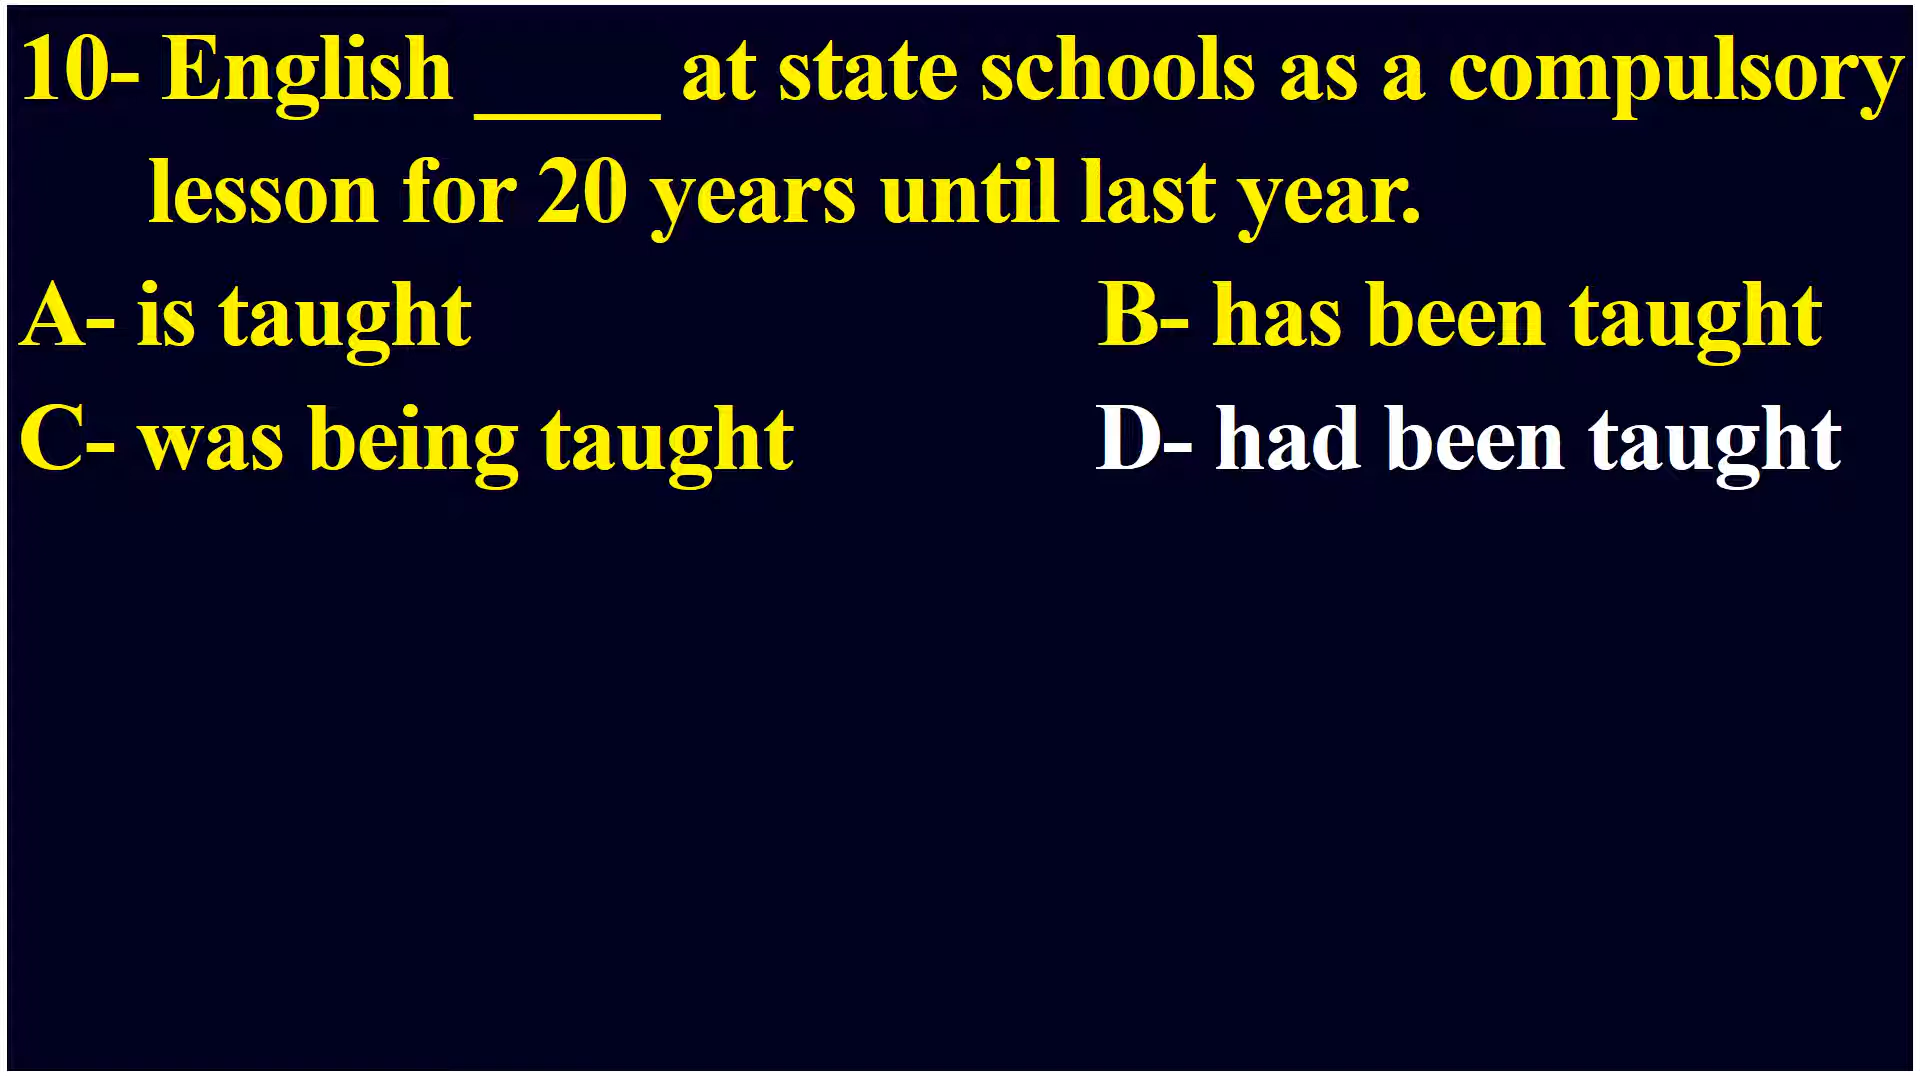 10- English _____ at state schools as a compulsory
lesson for 20 years until last year.
A- is taught B- has been taught
C- was being taught D- had been taught